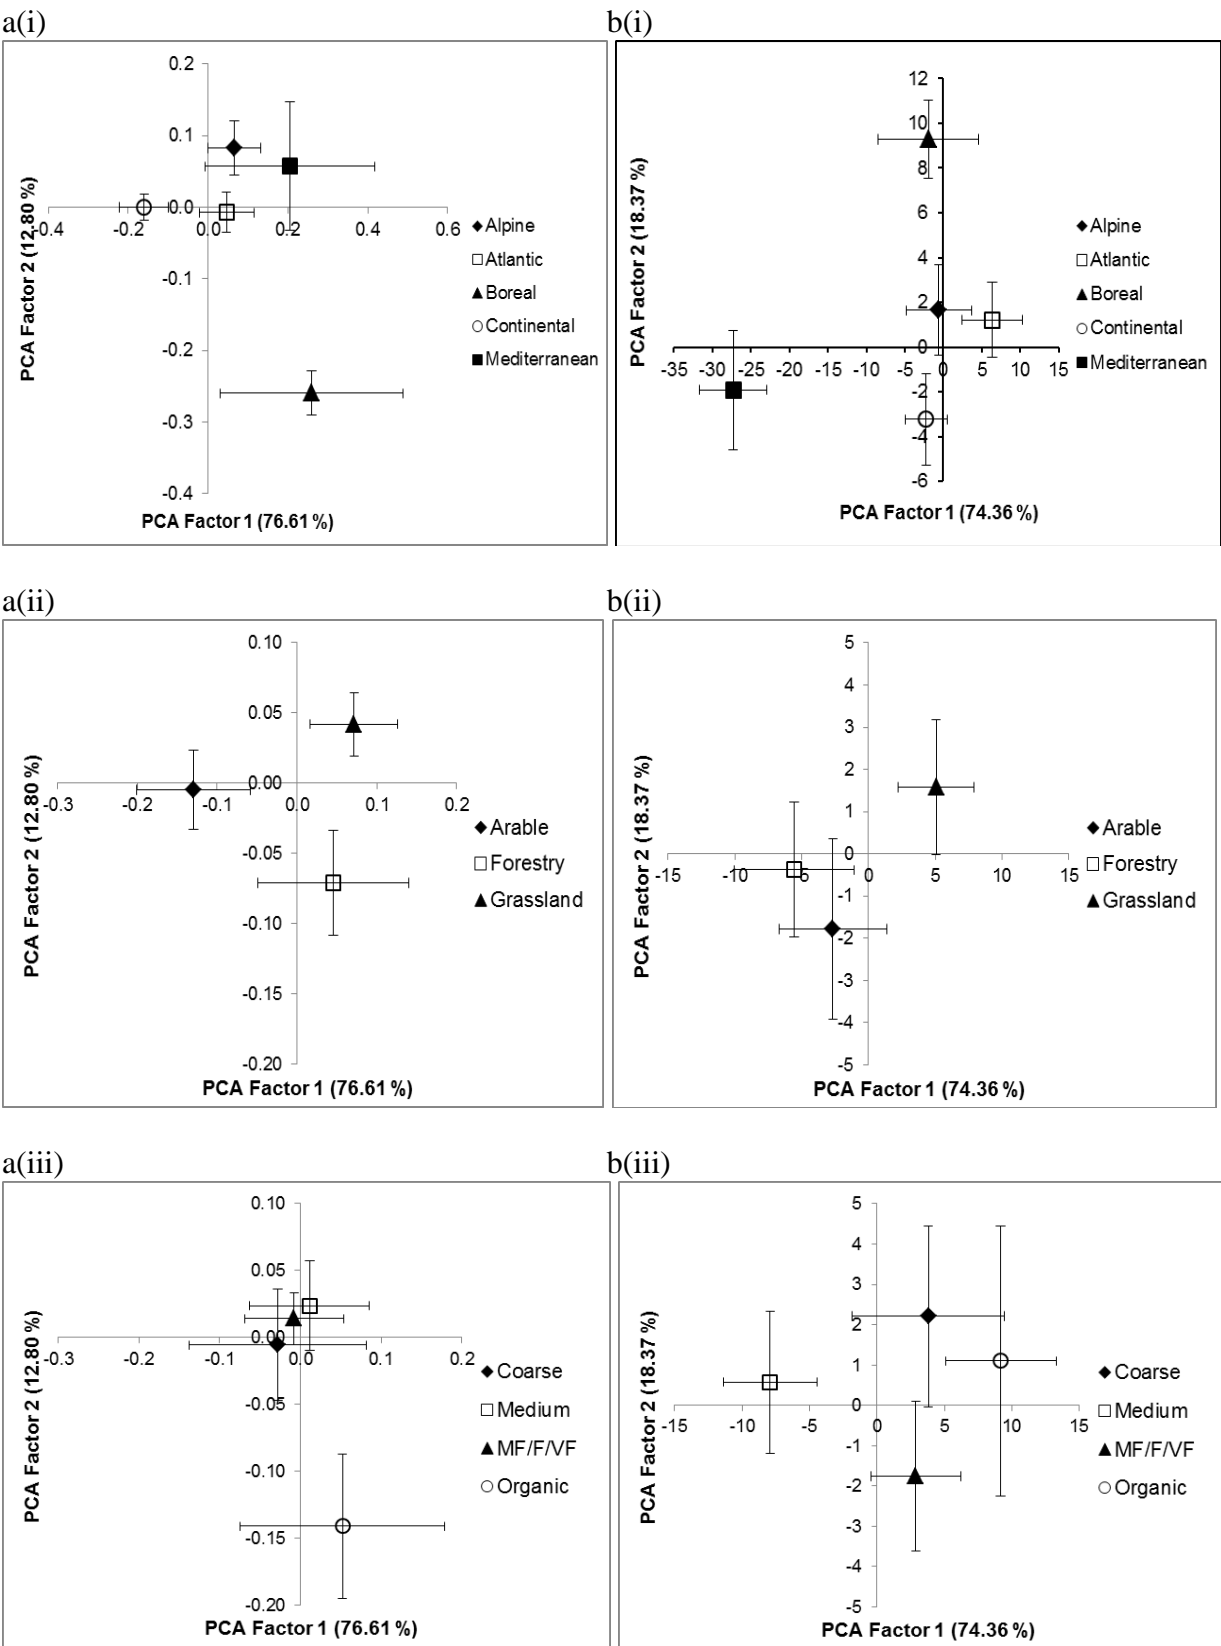 a(i)
0.2
0.1
0.0
-0.4
-0.2
0.0
0.2
0.4
0.6
-0.1
-0.2
-0.3
-0.4
PCA Factor 2 (12.80 %)
PCA Factor 1 (76.61 %)
Alpine
Atlantic
Boreal
Continental
Mediterranean
b(i)
12
10
8
6
4
2
0
-2
-4
-6
-35
-30
-25
-20
-15
-10
-5
0
5
10
15
PCA Factor 2 (18.37 %)
PCA Factor 1 (74.36 %)
Alpine
Atlantic
Boreal
Continental
Mediterranean
a(ii)
0.10
0.05
0.00
-0.3
-0.2
-0.1
0.0
0.1
0.2
-0.05
-0.10
-0.15
-0.20
PCA Factor 2 (12.80 %)
PCA Factor 1 (76.61 %)
Arable
Forestry
Grassland
b(ii)
5
4
3
2
1
0
-15
-10
-5
0
5
10
15
-1
-2
-3
-4
-5
PCA Factor 2 (18.37 %)
PCA Factor 1 (74.36 %)
Arable
Forestry
Grassland
a(iii)
0.10
0.05
0.00
-0.3
-0.2
-0.1
0.0
0.1
0.2
-0.05
-0.10
-0.15
-0.20
PCA Factor 2 (12.80 %)
PCA Factor 1 (76.61 %)
Coarse
Medium
MF/F/VF
Organic
b(iii)
5
4
3
2
1
0
-15
-10
-5
0
5
10
15
-1
-2
-3
-4
-5
PCA Factor 2 (18.37 %)
PCA Factor 1 (74.36 %)
Coarse
Medium
MF/F/VF
Organic